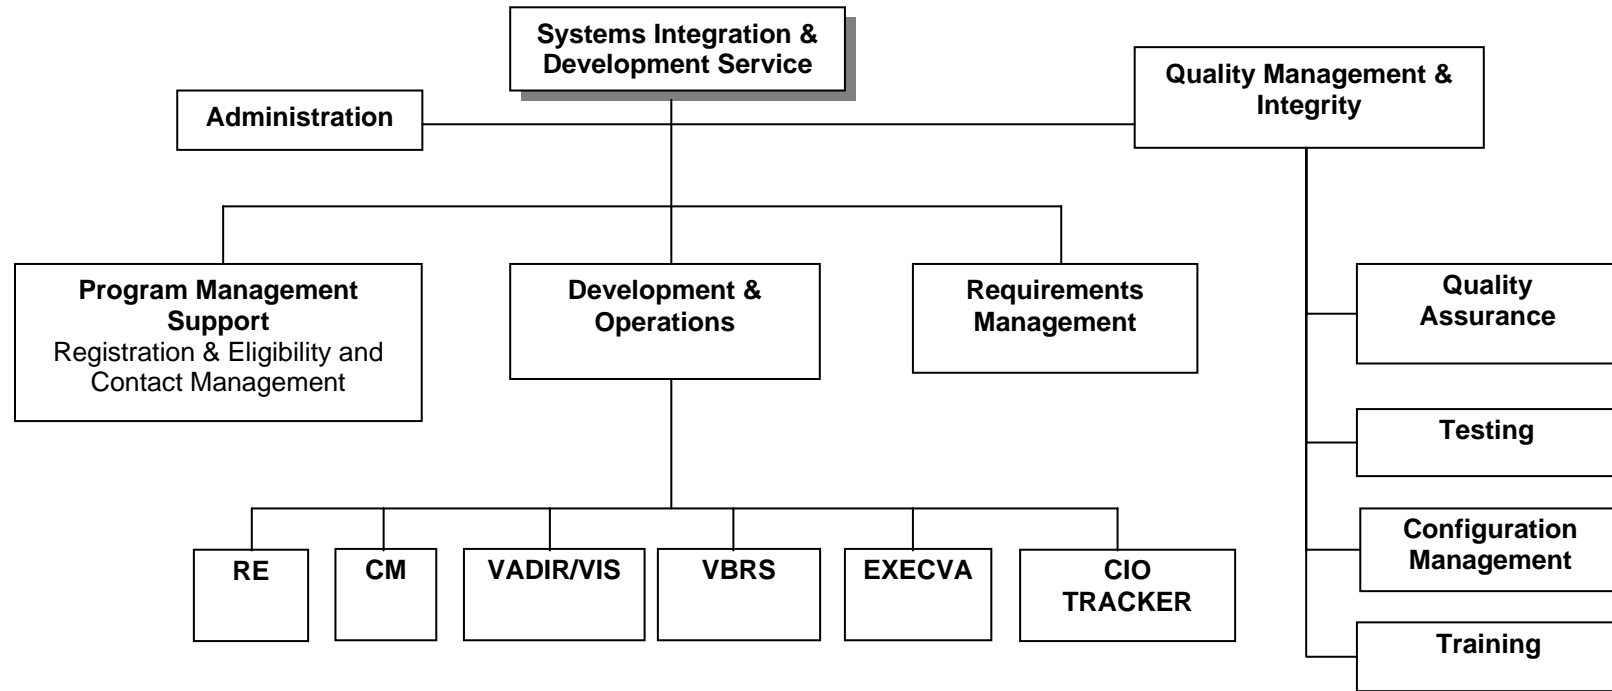 Systems Integration &
Development Service
Quality Management &
Integrity
Administration
Program Management
Support
Registration & Eligibility and
Contact Management
Development &
Operations
Requirements
Management
Quality
Assurance
Testing
Configuration
Management
Training
RE
CM
VADIR/VIS
VBRS
EXECVA
CIO
TRACKER